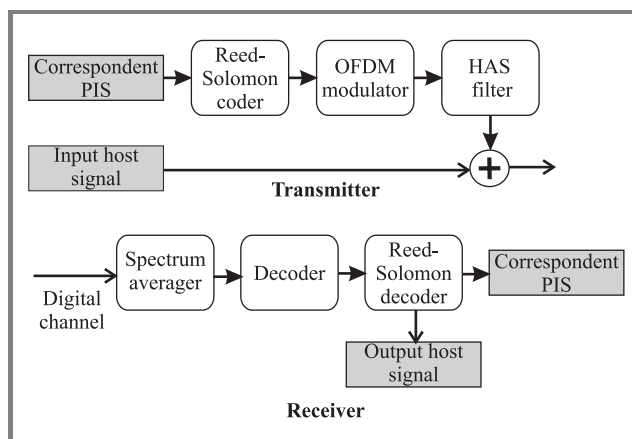 Correspondent
PIS
Reed-
Solomon
coder
OFDM
modulator
HAS
filter
Input host
signal
+
Transmitter
Digital
channel
Spectrum
averager
Decoder
Reed-
Solomon
decoder
Correspondent
PIS
Output host
signal
Receiver